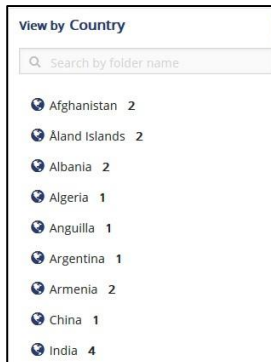 View by Country
Search by folder name
Afghanistan 2
Åland Islands 2
Albania 2
Algeria 1
Anguilla 1
Argentina 1
Armenia 2
China 1
India 4